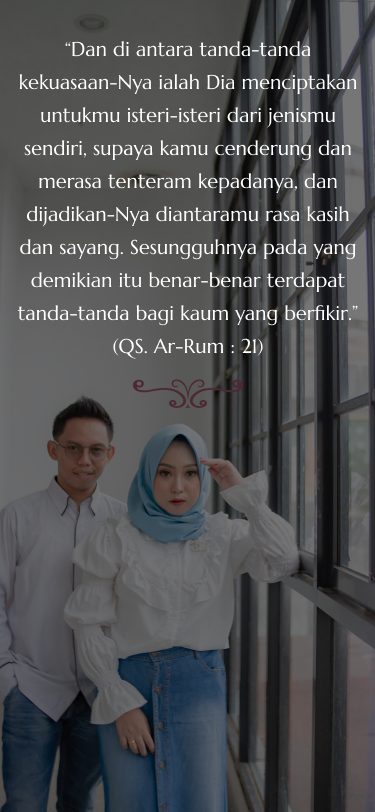 “Dan di antara tanda-tanda
kekuasaan-Nya ialah Dia menciptakan
untukmu isteri-isteri dari jenismu
sendiri, supaya kamu cenderung dan
merasa tenteram kepadanya, dan
dijadikan-Nya diantaramu rasa kasih
dan sayang. Sesungguhnya pada yang
demikian itu benar-benar terdapat
tanda-tanda bagi kaum yang berfikir.”
(QS. Ar-Rum : 21)